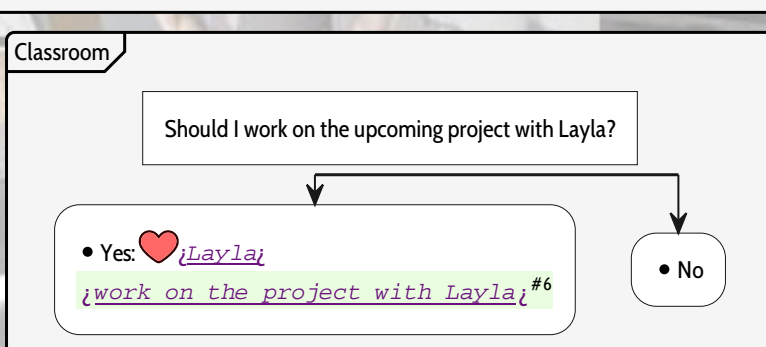 Classroom
Should I work on the upcoming project with Layla?
• Yes: ¿Layla¿
¿work on the project with Layla¿#6
• No